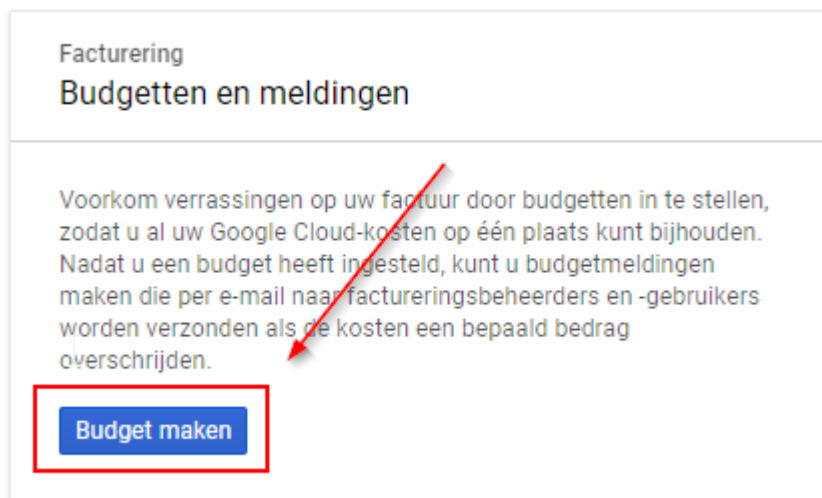 Facturering
Budgetten en meldingen
Voorkom verrassingen op uw factuur door budgetten in te stellen,
zodat u al uw Google Cloud-kosten op één plaats kunt bijhouden.
Nadat u een budget heeft ingesteld, kunt u budgetmeldingen
maken die per e-mail naar factureringsbeheerders en -gebruikers
worden verzonden als de kosten een bepaald bedrag
overschrijden.
Budget maken